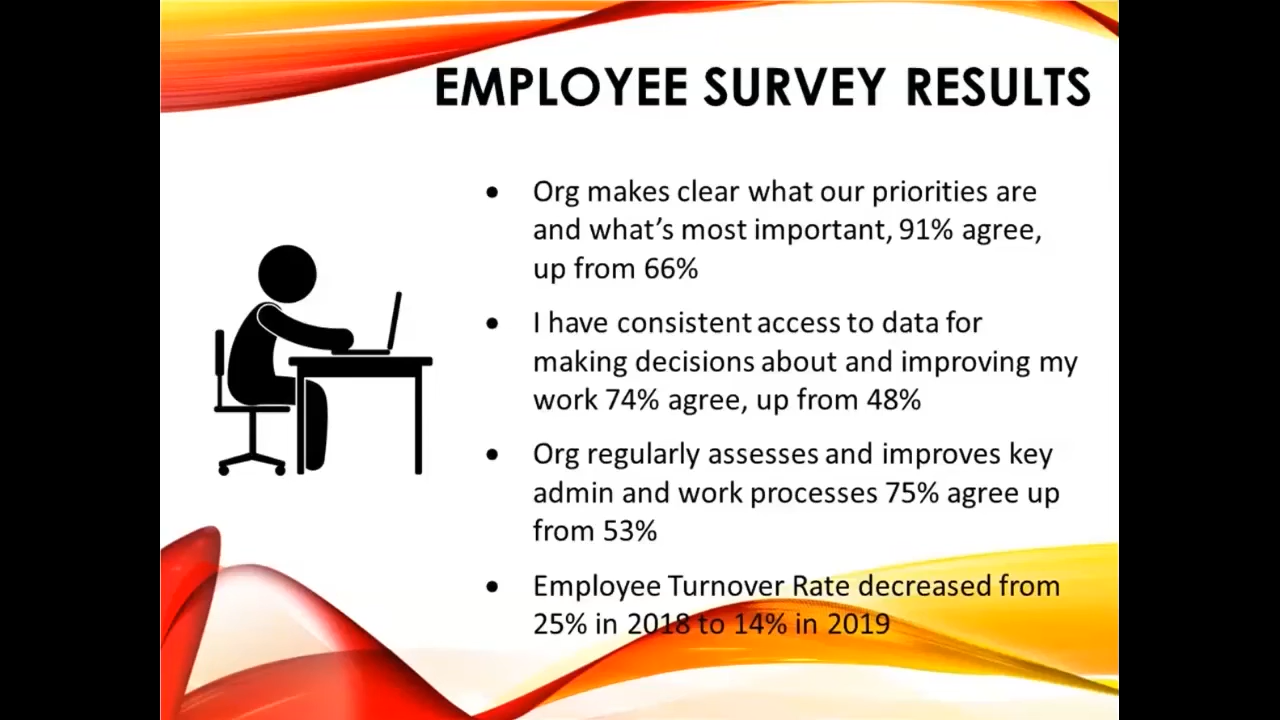 EMPLOYEE SURVEY RESULTS
• Org makes clear what our priorities are
and what's most important, 91% agree,
up from 66%
• I have consistent access to data for
making decisions about and improving my
work 74% agree, up from 48%
• Org regularly assesses and improves key
admin and work processes 75% agree up
from 53%
• Employee Turnover Rate decreased from
25% in 2018 to 14% in 2019